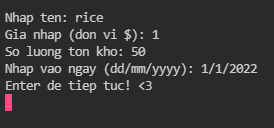 Nhap ten: rice
Gia nhap (don vi $): 1
So luong ton kho: 50
Nhap vao ngay (dd/mm/yyyy): 1/1/2022
Enter de tiep tuc! <3